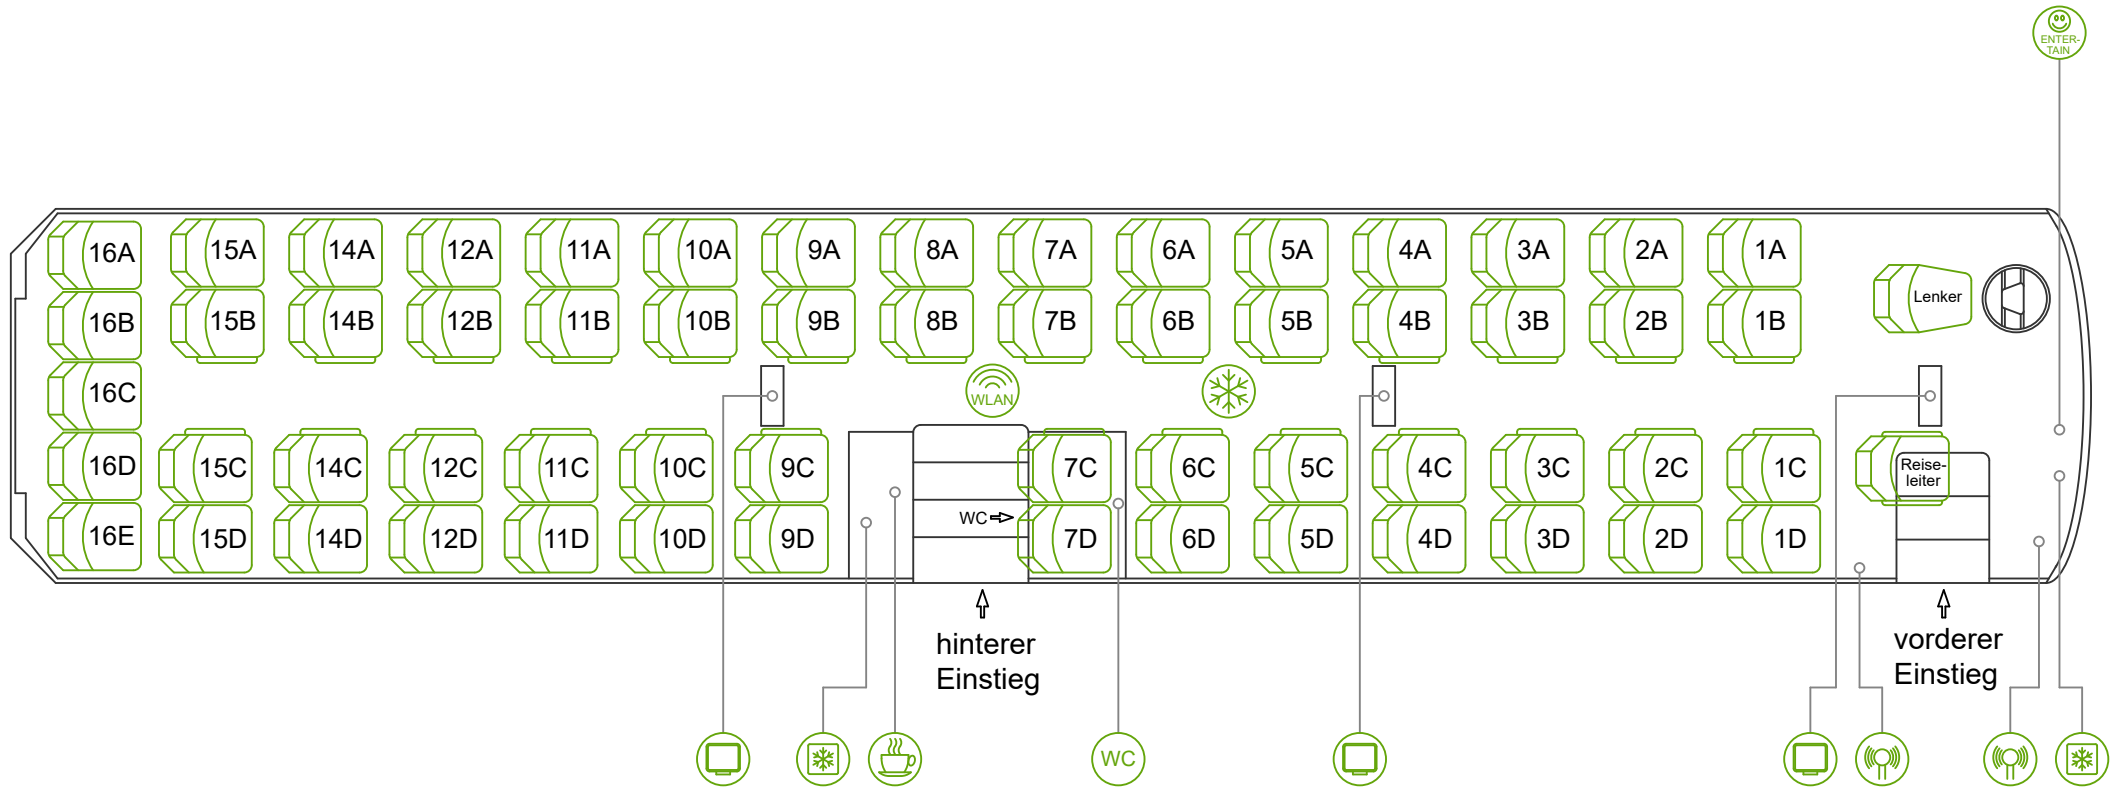 ENTER-
TAIN
16A 15A 14A 12A 11A 10A 9A 8A 7A 6A 5A 4A 3A 2A 1A
Lenker
16B 15B 14B 12B 11B 10B 9B 8B 7B 6B 5B 4B 3B 2B 1B
16C
WLAN
16D 15C 14C 12C 11C 10C 9C 7C 6C 5C 4C 3C 2C 1C
Reise-
leiter
WC
16E 15D 14D 12D 11D 10D 9D 7D 6D 5D 4D 3D 2D 1D
hinterer
Einstieg
vorderer
Einstieg
WC